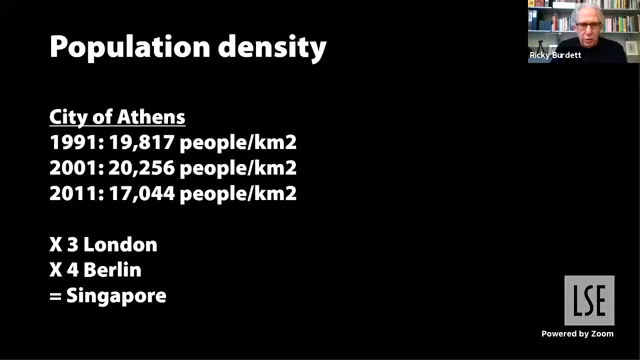 Population density
Ricky Burdett
City of Athens
1991: 19,817 people/km2
2001: 20,256 people/km2
2011: 17,044 people/km2
X 3 London
X 4 Berlin
= Singapore
LSE
Powered by Zoom